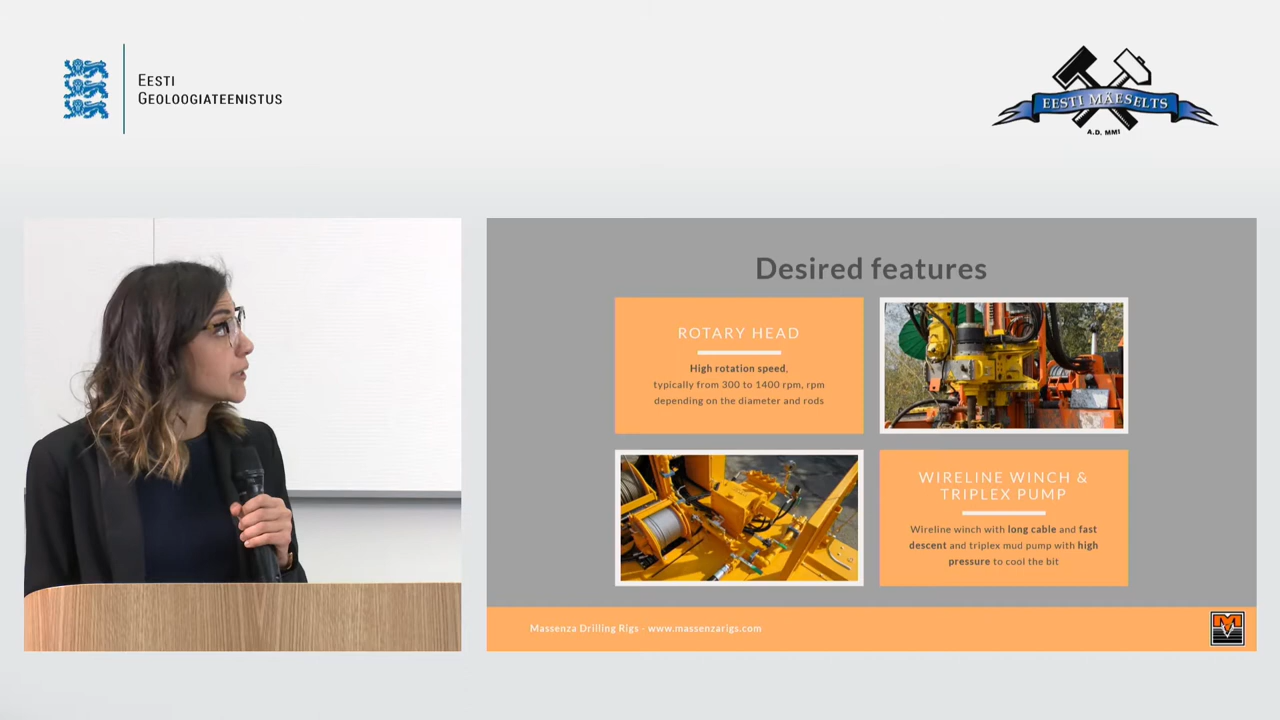 EESTI
GEOLOOGIATEENISTUS
EESTI MÄESELTS
A.D. MMI
Desired features
ROTARY HEAD
High rotation speed,
typically from 300 to 1400 rpm, rpm
depending on the diameter and rods
WIRELINE WINCH &
TRIPLEX PUMP
Wireline winch with long cable and fast
descent and triplex mud pump with high
pressure to cool the bit
Massenza Drilling Rigs - www.massenzarigs.com
M